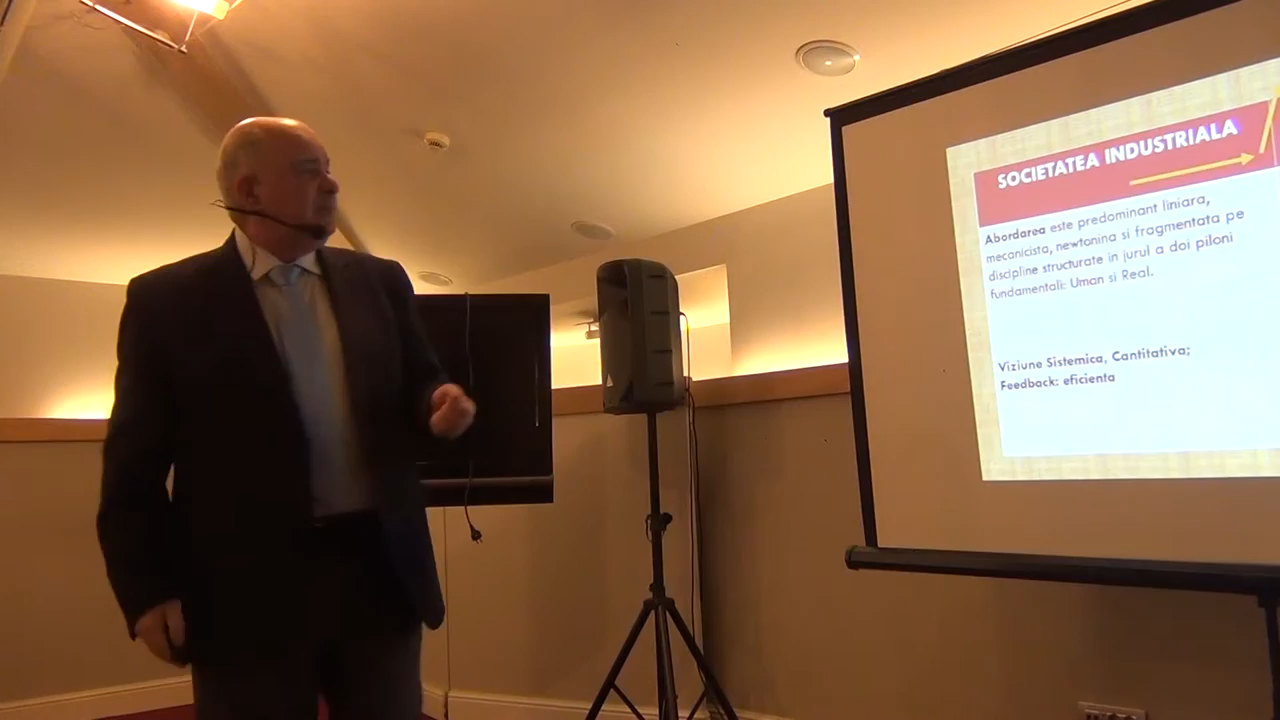 SOCIETATEA INDUSTRIALA
Abordarea este predominant liniara,
mecanicista, newtonina si fragmentata pe
discipline structurate in jurul a doi piloni
fundamentali: Uman si Real.
Viziune Sistemica, Cantitativa;
Feedback: eficienta